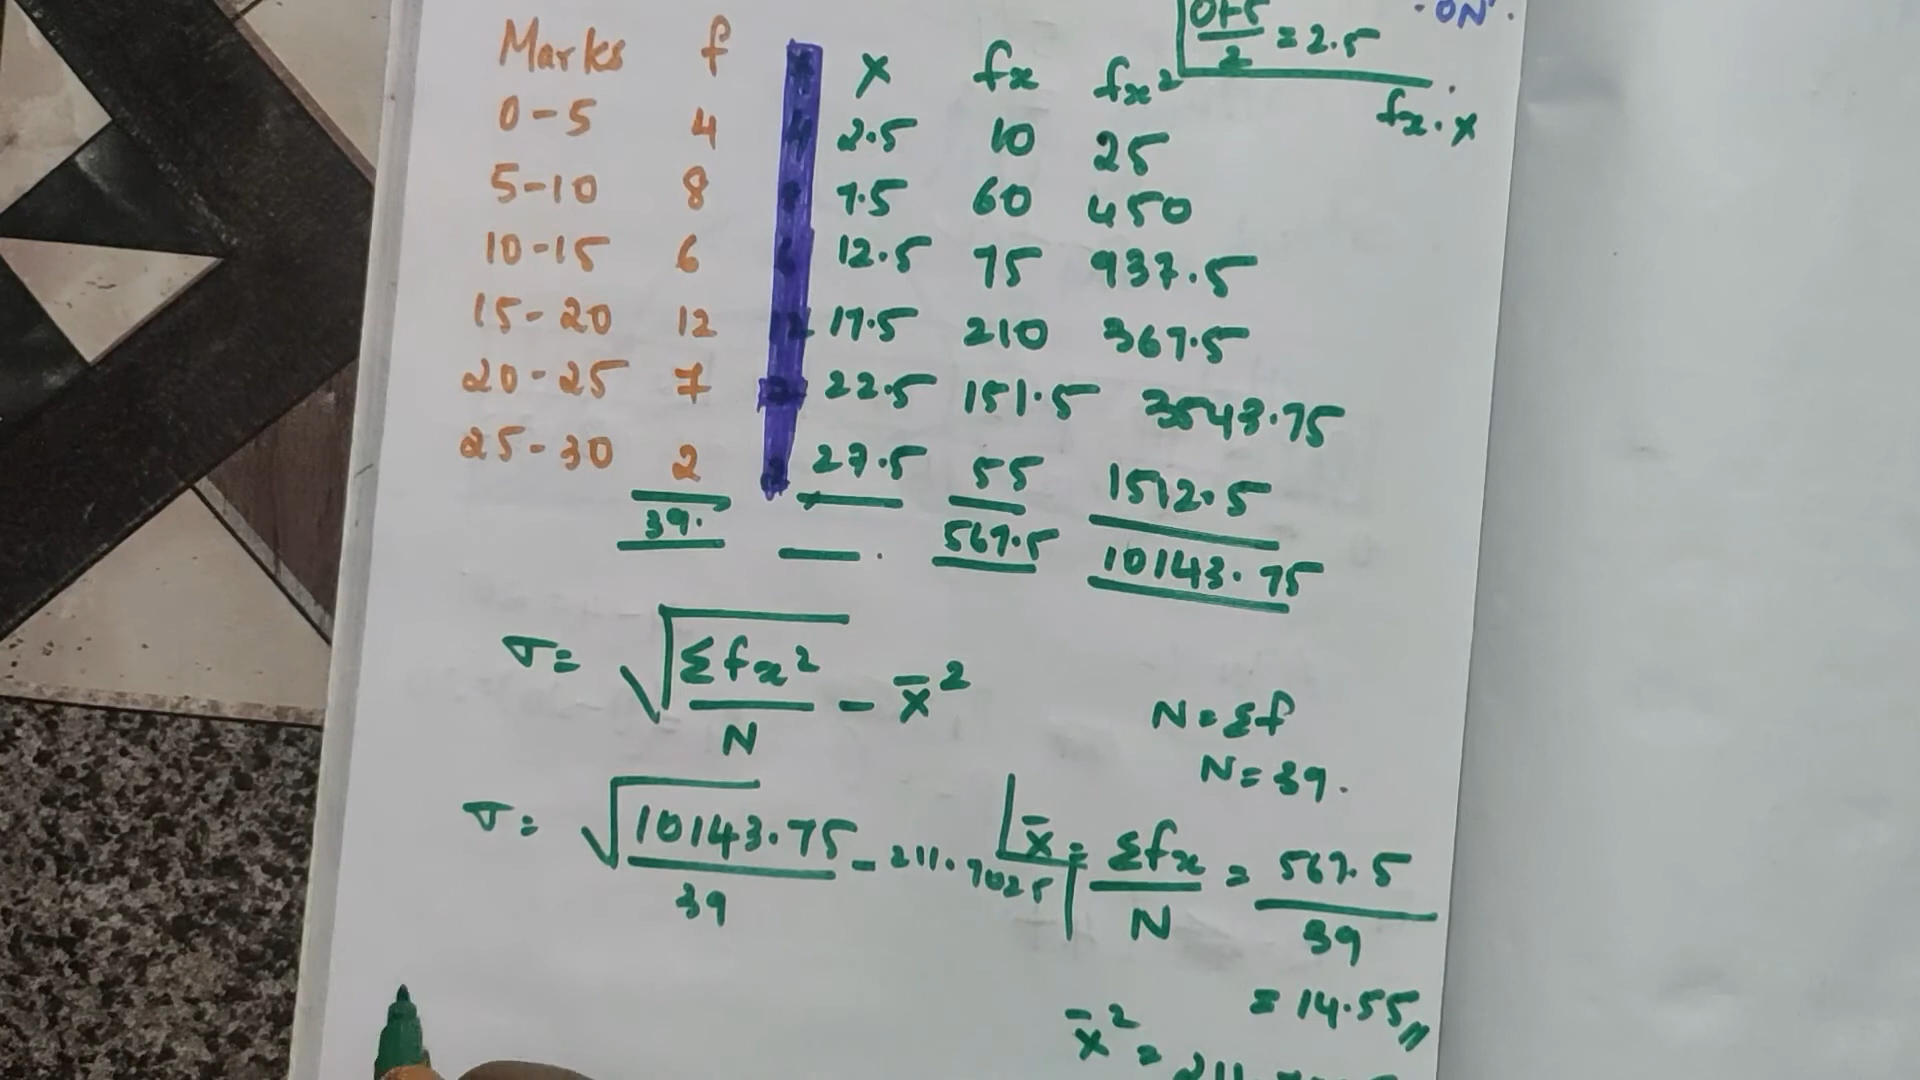 0+5
2 = 2.5
ON
Marks f x fx fx²
fx.x
0-5 4 2.5 10 25
5-10 8 7.5 60 450
10-15 6 12.5 75 937.5
15-20 12 17.5 210 367.5
20-25 7 22.5 151.5 3543.75
25-30 2 27.5 55 1512.5
39. — 567.5 10143.75
σ = √Σfx²/N - x̄²
N = Σf
N = 39.
σ = √10143.75/39 - 211.7025
x̄ = Σfx/N = 567.5/39
= 14.55
x̄² =